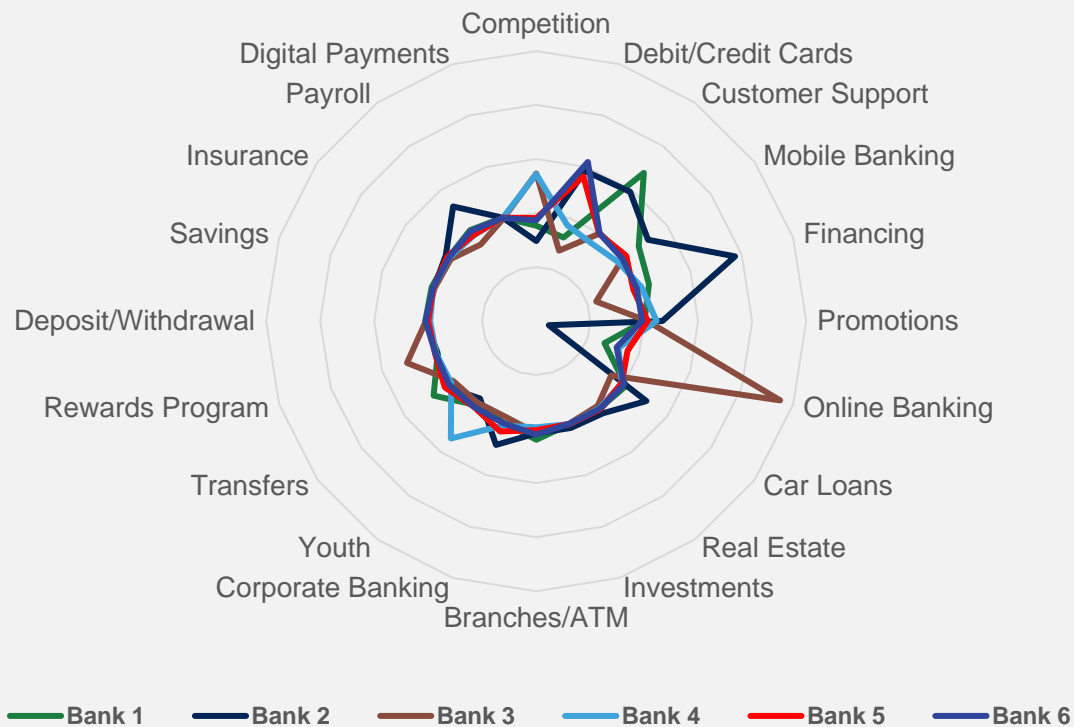 Competition
Digital Payments
Debit/Credit Cards
Payroll
Customer Support
Insurance
Mobile Banking
Savings
Financing
Deposit/Withdrawal
Promotions
Rewards Program
Online Banking
Transfers
Car Loans
Youth
Real Estate
Corporate Banking
Investments
Branches/ATM
Bank 1 Bank 2 Bank 3 Bank 4 Bank 5 Bank 6